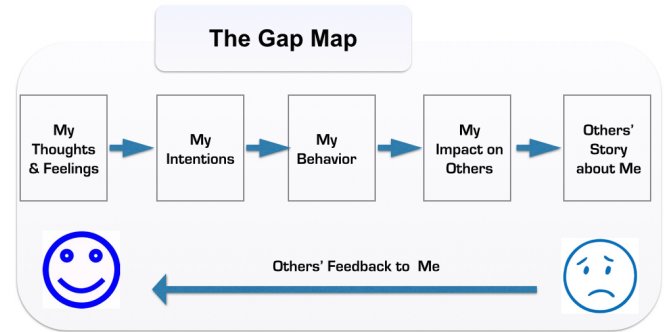 The Gap Map
My
Thoughts
& Feelings
My
Intentions
My
Behavior
My
Impact on
Others
Others'
Story
about Me
Others' Feedback to Me